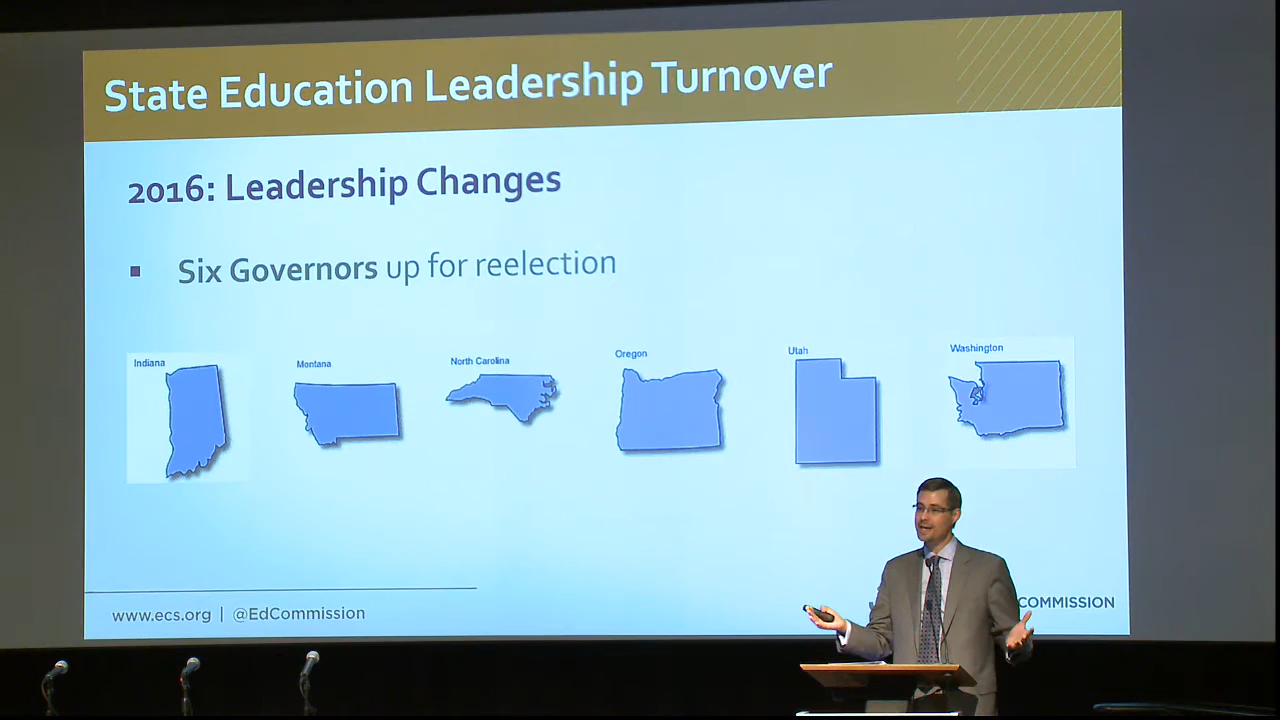 State Education Leadership Turnover
2016: Leadership Changes
▪ Six Governors up for reelection
Indiana
Montana
North Carolina
Oregon
Utah
Washington
www.ecs.org | @EdCommission
COMMISSION